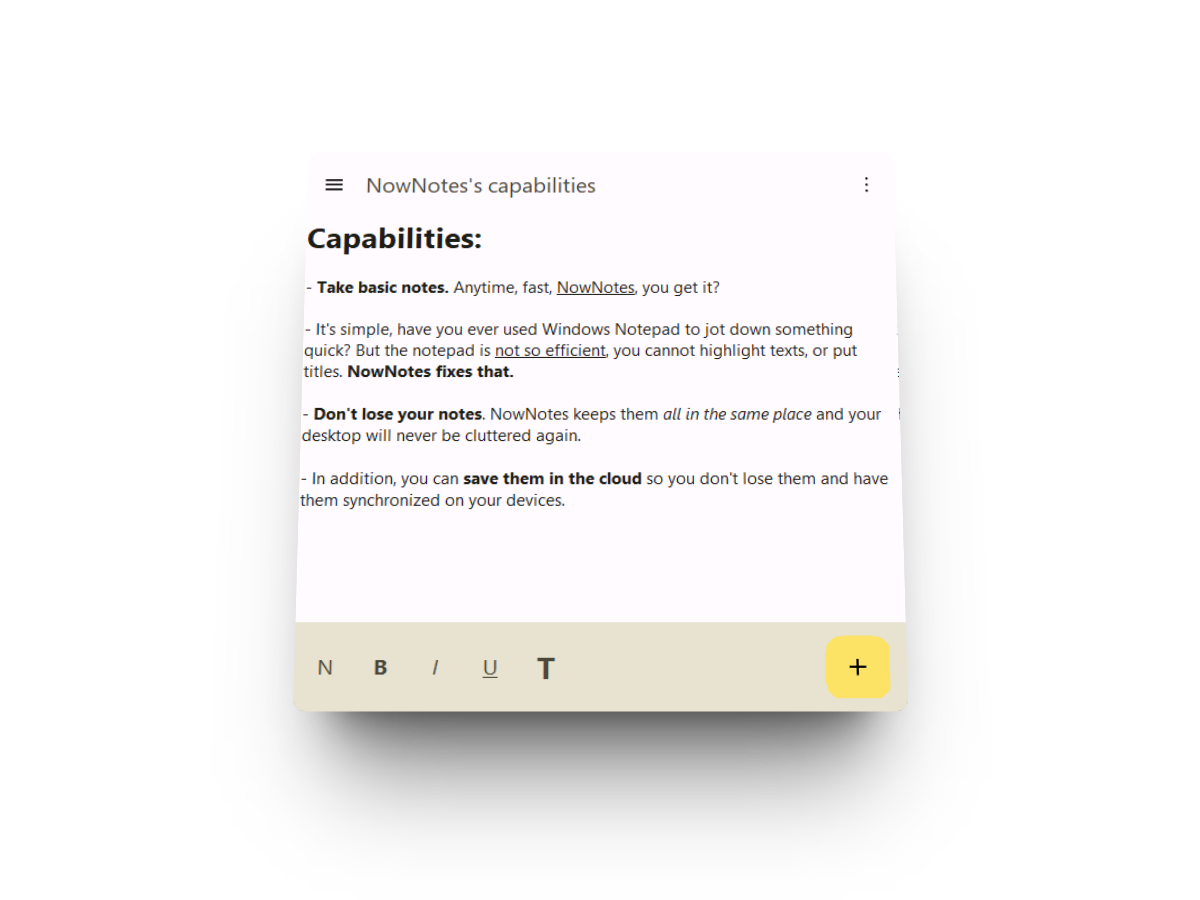 NowNotes's capabilities
Capabilities:
- Take basic notes. Anytime, fast, NowNotes, you get it?
- It's simple, have you ever used Windows Notepad to jot down something
quick? But the notepad is not so efficient, you cannot highlight texts, or put
titles. NowNotes fixes that.
- Don't lose your notes. NowNotes keeps them all in the same place and your
desktop will never be cluttered again.
- In addition, you can save them in the cloud so you don't lose them and have
them synchronized on your devices.
N B I U T +